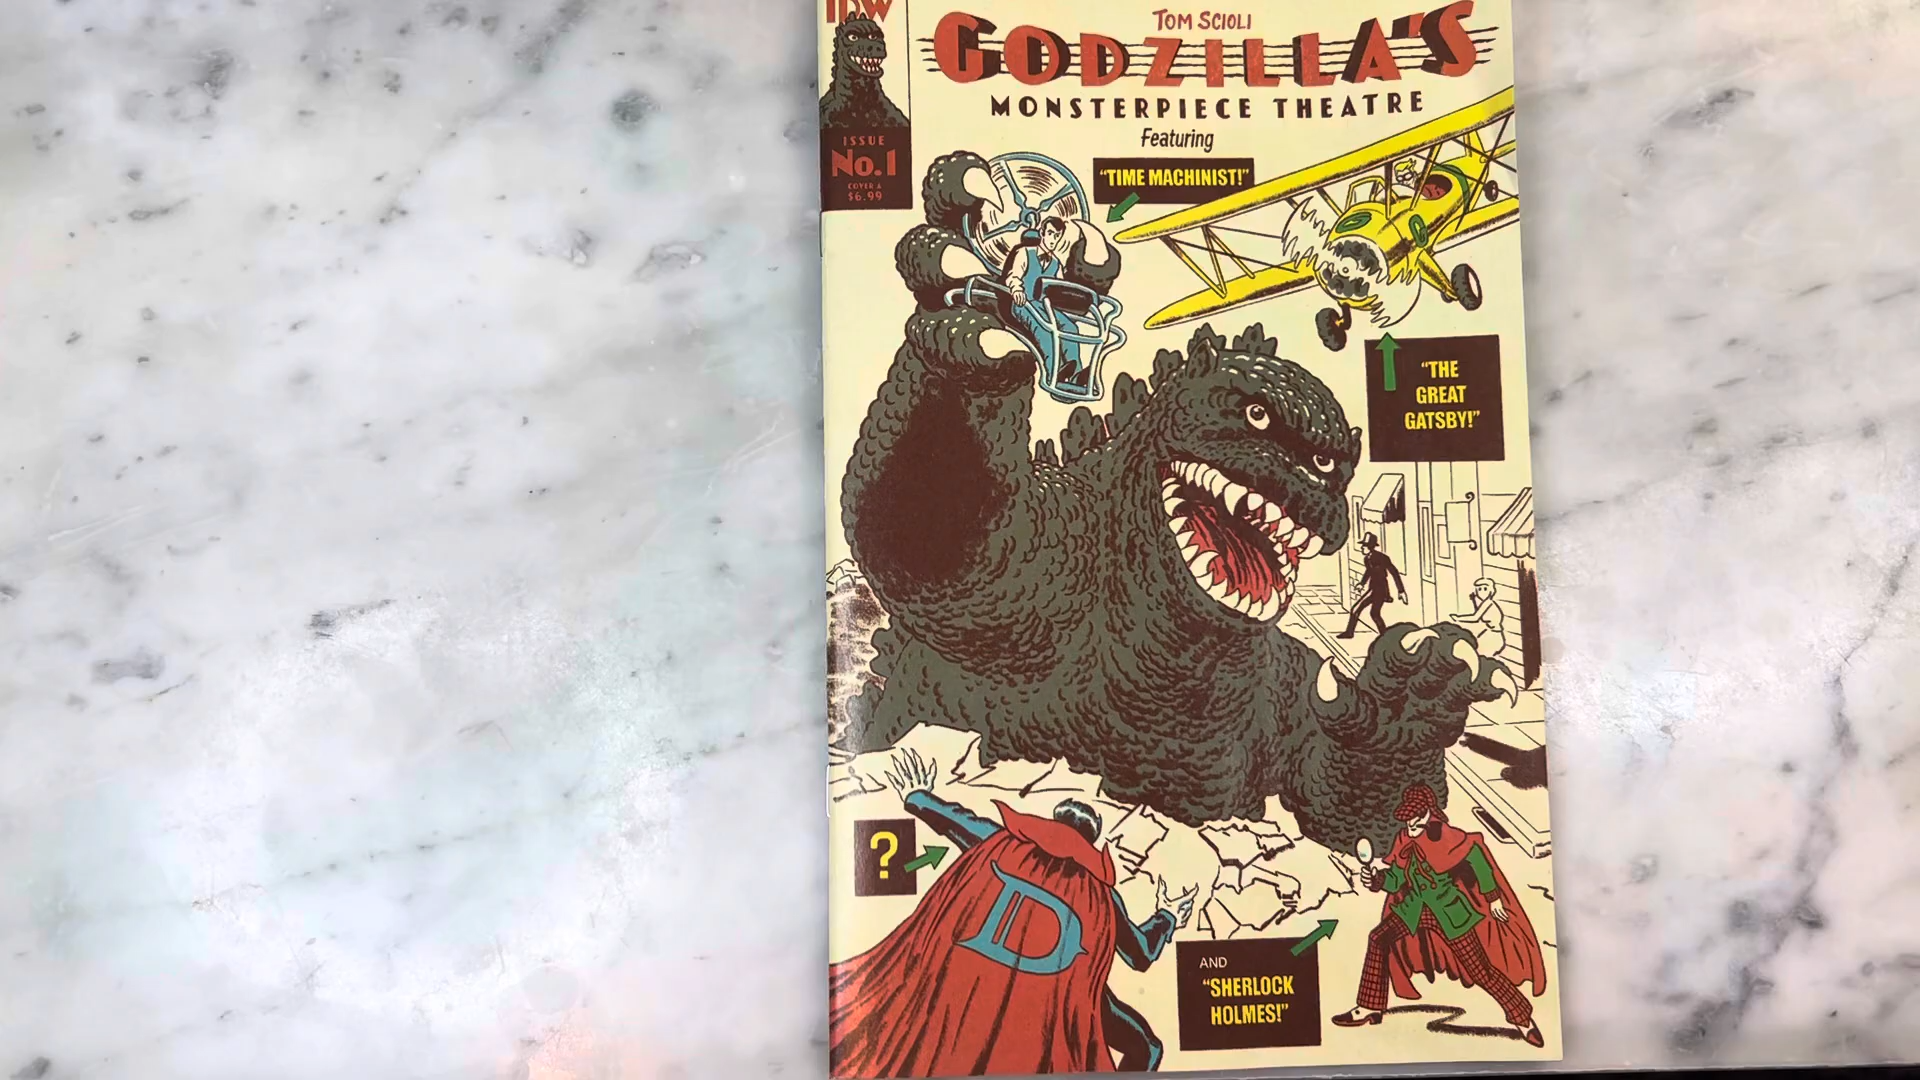 IDW
TOM SCIOLI
GODZILLA'S
MONSTERPIECE THEATRE
Featuring
ISSUE
No.1
COVER A
$6.99
"TIME MACHINIST!"
"THE
GREAT
GATSBY!"
?
D
AND
"SHERLOCK
HOLMES!"